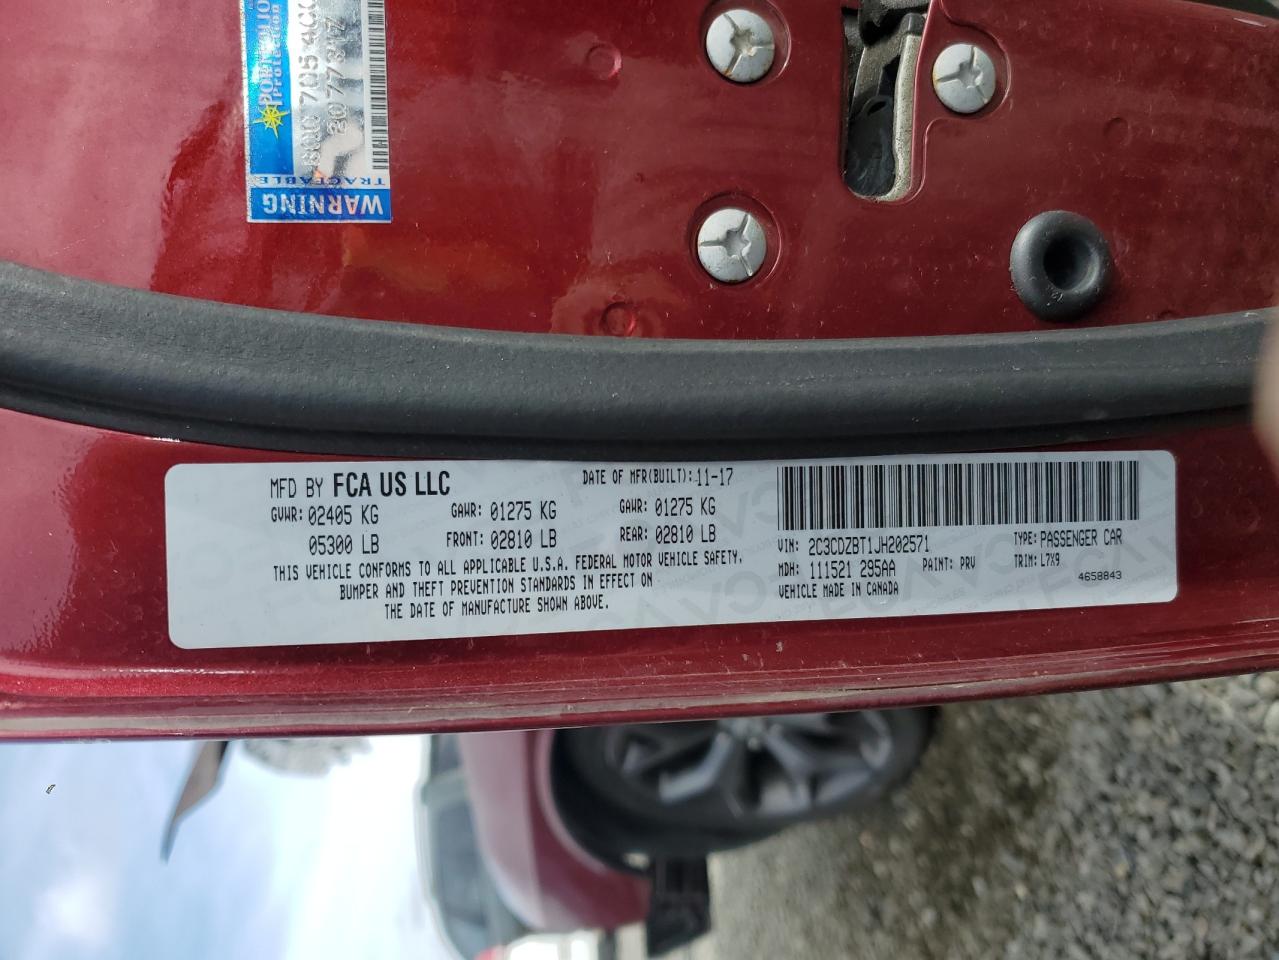 MFD BY FCA US LLC
DATE OF MFR(BUILT): 11-17
GVWR: 02405 KG
GAWR: 01275 KG
GAWR: 01275 KG
05300 LB
FRONT: 02810 LB
REAR: 02810 LB
THIS VEHICLE CONFORMS TO ALL APPLICABLE U.S.A. FEDERAL MOTOR VEHICLE SAFETY,
BUMPER AND THEFT PREVENTION STANDARDS IN EFFECT ON
THE DATE OF MANUFACTURE SHOWN ABOVE.
VIN: 2C3CDZBT1JH202571
TYPE: PASSENGER CAR
MDH: 111521 295AA
PAINT: PRV
TRIM: L7X9
VEHICLE MADE IN CANADA
4658843
WARNING
TRACEABLE
Protection
2077377